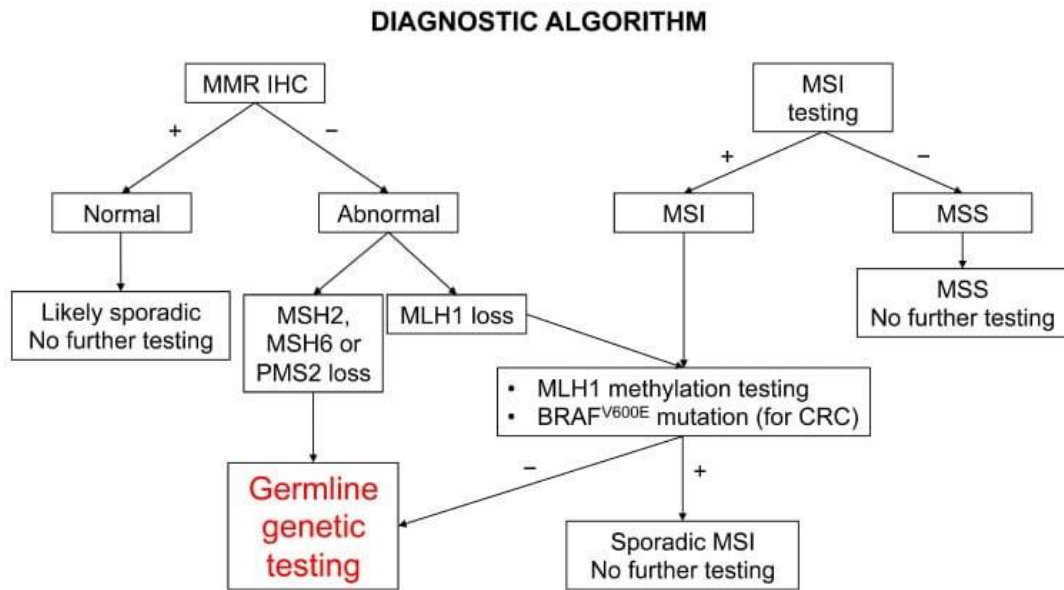 DIAGNOSTIC ALGORITHM
MMR IHC
+
−
Normal
Abnormal
Likely sporadic
No further testing
MSH2,
MSH6 or
PMS2 loss
MLH1 loss
MSI
testing
+
−
MSI
MSS
MSS
No further testing
• MLH1 methylation testing
• BRAFV600E mutation (for CRC)
−
+
Germline
genetic
testing
Sporadic MSI
No further testing